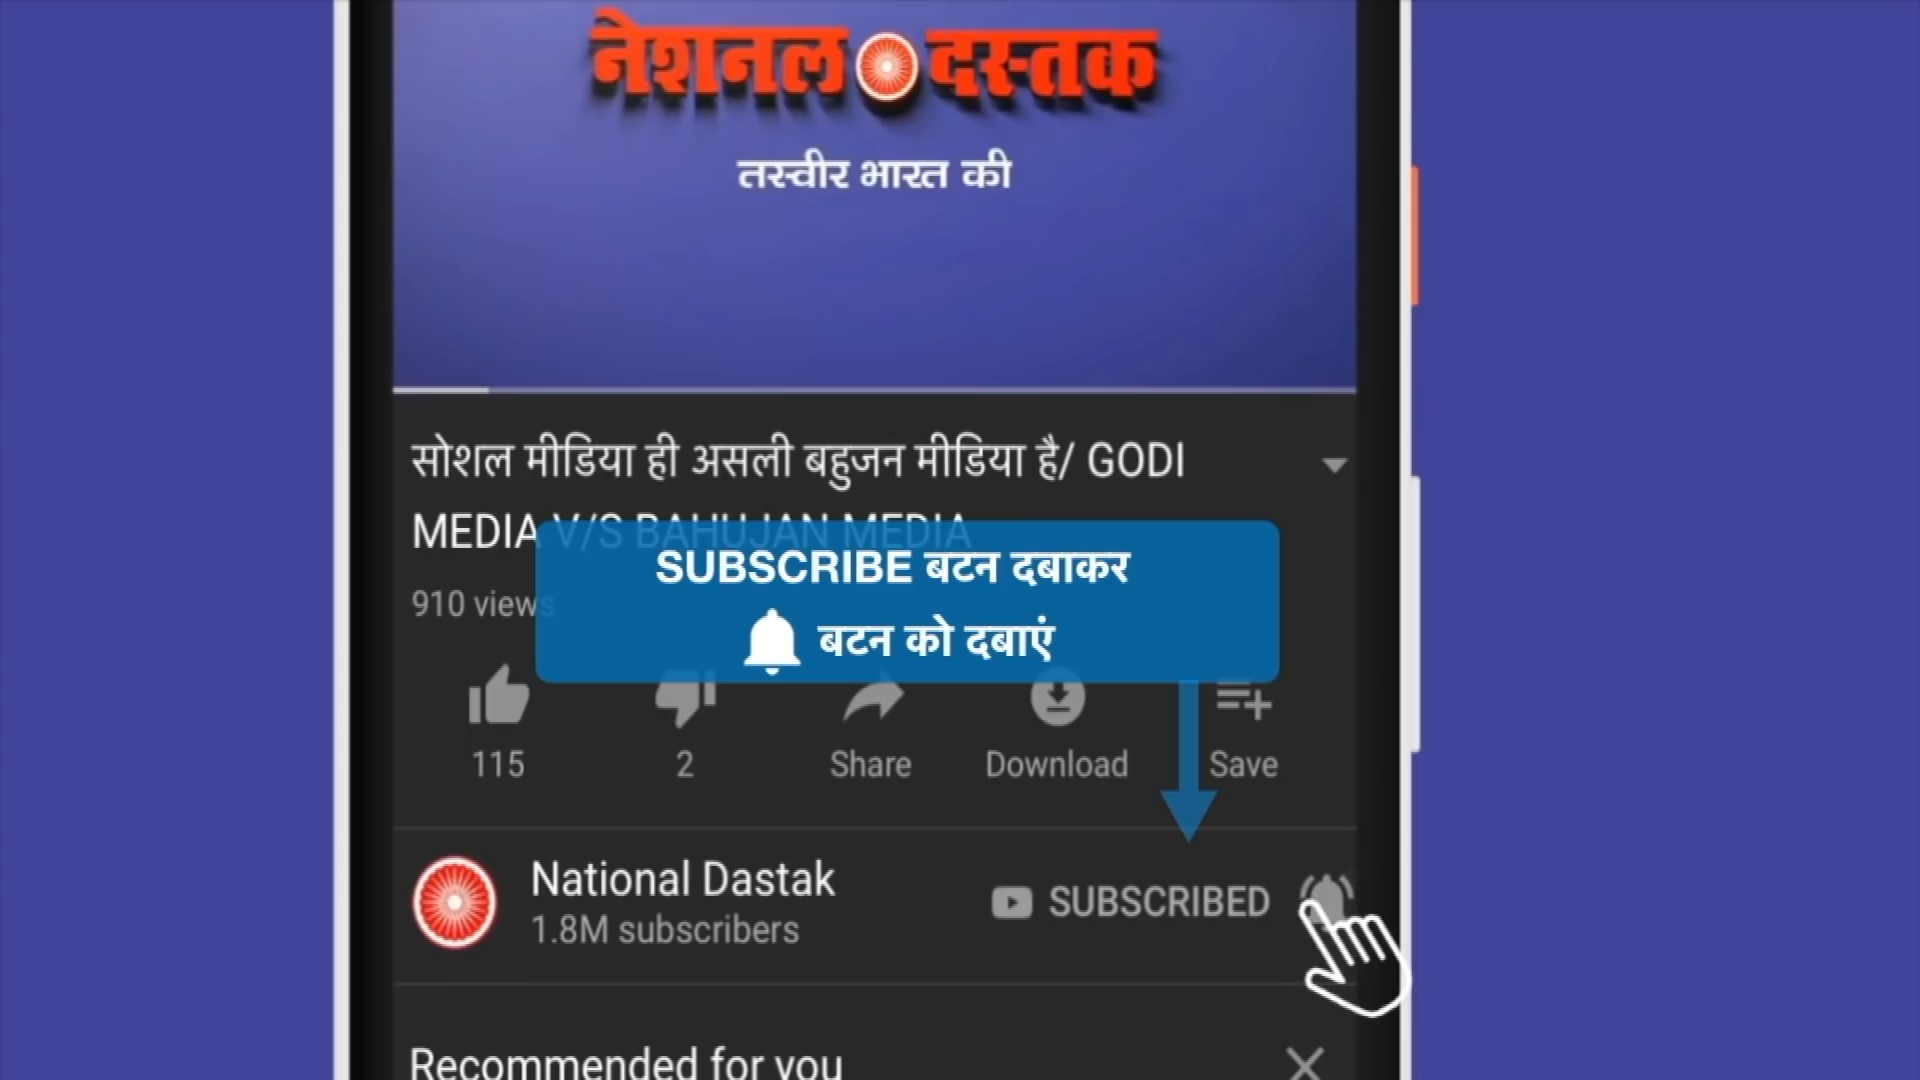 नेशनल दस्तक
तस्वीर भारत की
सोशल मीडिया ही असली बहुजन मीडिया है/ GODI
MEDIA V/S BAHUJAN MEDIA
SUBSCRIBE बटन दबाकर
बटन को दबाएं
910 views
115
2
Share
Download
Save
National Dastak
1.8M subscribers
SUBSCRIBED
Recommended for you